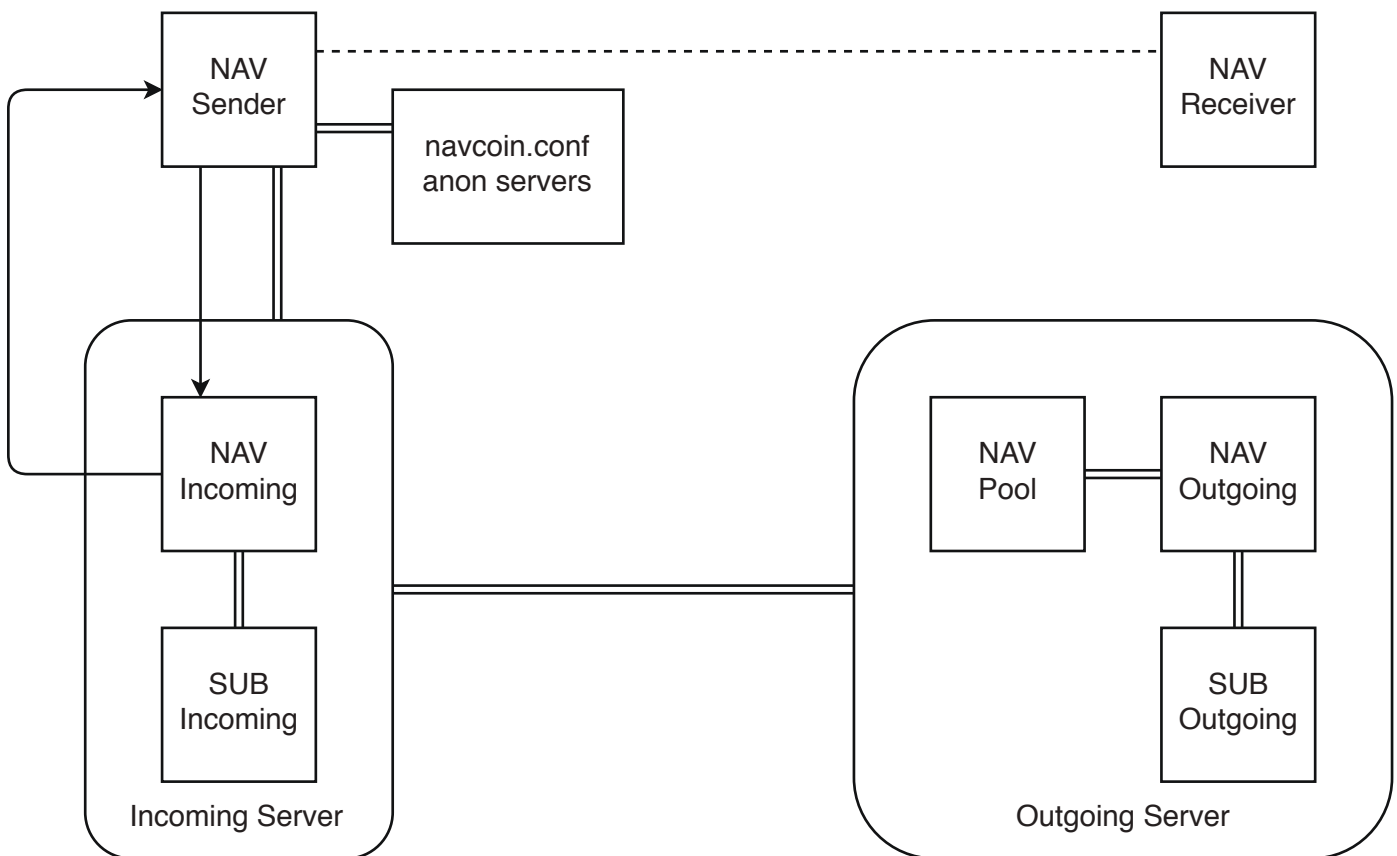 NAV
Sender
NAV
Receiver
navcoin.conf
anon servers
NAV
Incoming
NAV
Pool
NAV
Outgoing
SUB
Incoming
SUB
Outgoing
Incoming Server
Outgoing Server